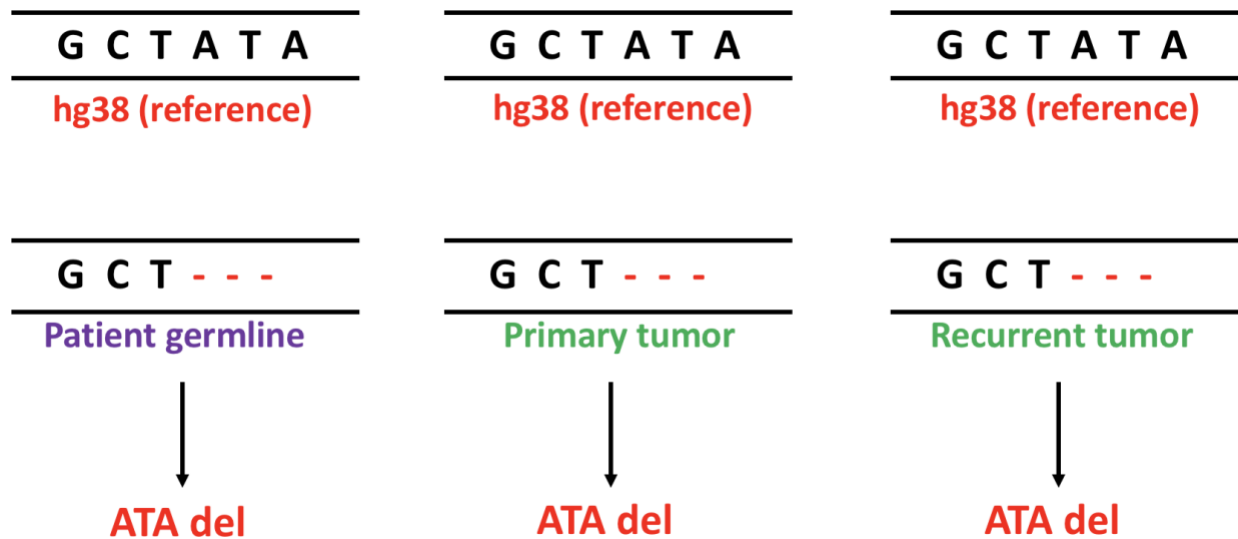 G C T A T A
hg38 (reference)
G C T - - -
Patient germline
ATA del
G C T A T A
hg38 (reference)
G C T - - -
Primary tumor
ATA del
G C T A T A
hg38 (reference)
G C T - - -
Recurrent tumor
ATA del